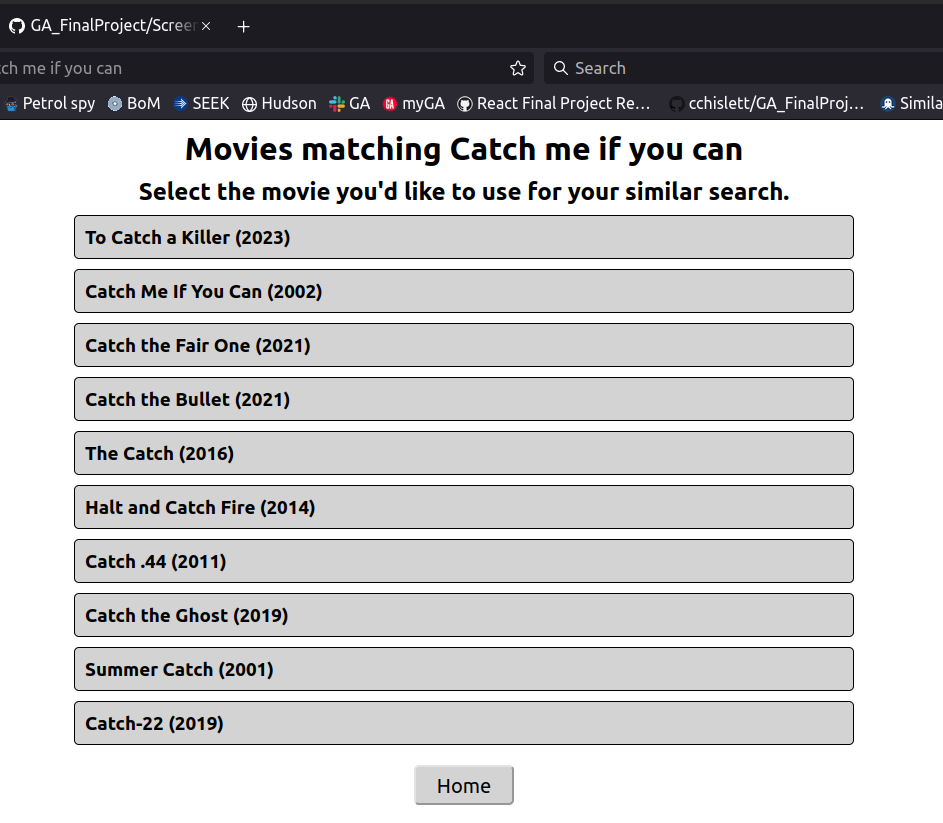 GA_FinalProject/Screer
ch me if you can
Search
Petrol spy BoM SEEK Hudson GA GA myGA React Final Project Re... cchislett/GA_FinalProj... Simila
Movies matching Catch me if you can
Select the movie you'd like to use for your similar search.
To Catch a Killer (2023)
Catch Me If You Can (2002)
Catch the Fair One (2021)
Catch the Bullet (2021)
The Catch (2016)
Halt and Catch Fire (2014)
Catch .44 (2011)
Catch the Ghost (2019)
Summer Catch (2001)
Catch-22 (2019)
Home